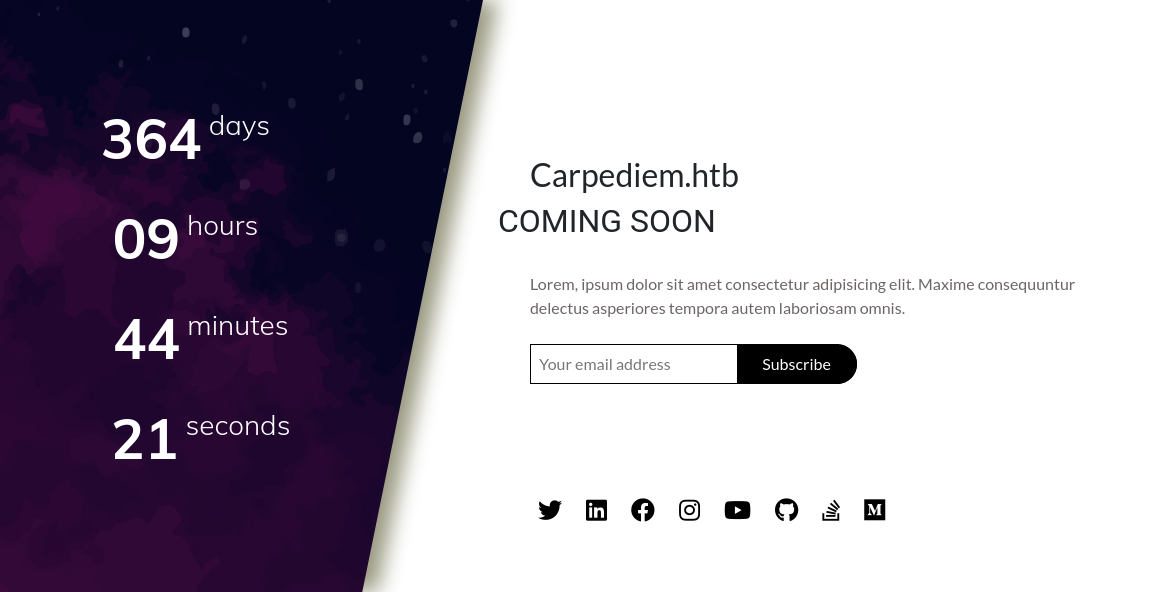 364 days
09 hours
44 minutes
21 seconds
Carpediem.htb
COMING SOON
Lorem, ipsum dolor sit amet consectetur adipisicing elit. Maxime consequuntur
delectus asperiores tempora autem laboriosam omnis.
Your email address Subscribe